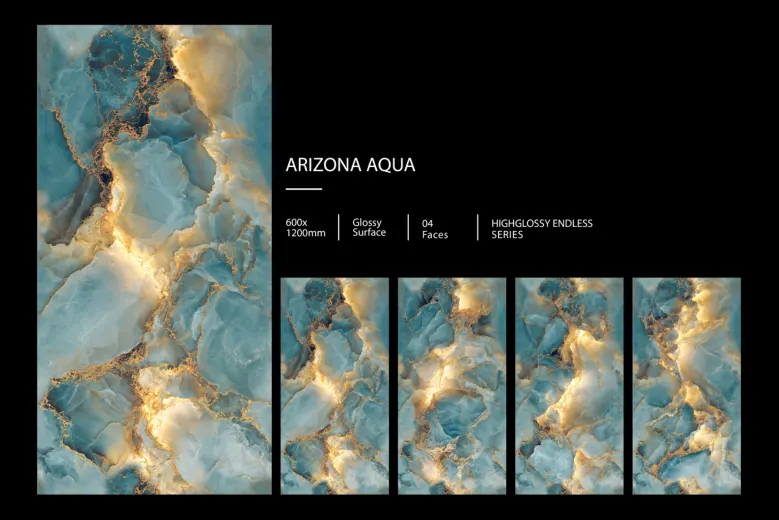 ARIZONA AQUA
600x
1200mm
Glossy
Surface
04
Faces
HIGHGLOSSY ENDLESS
SERIES